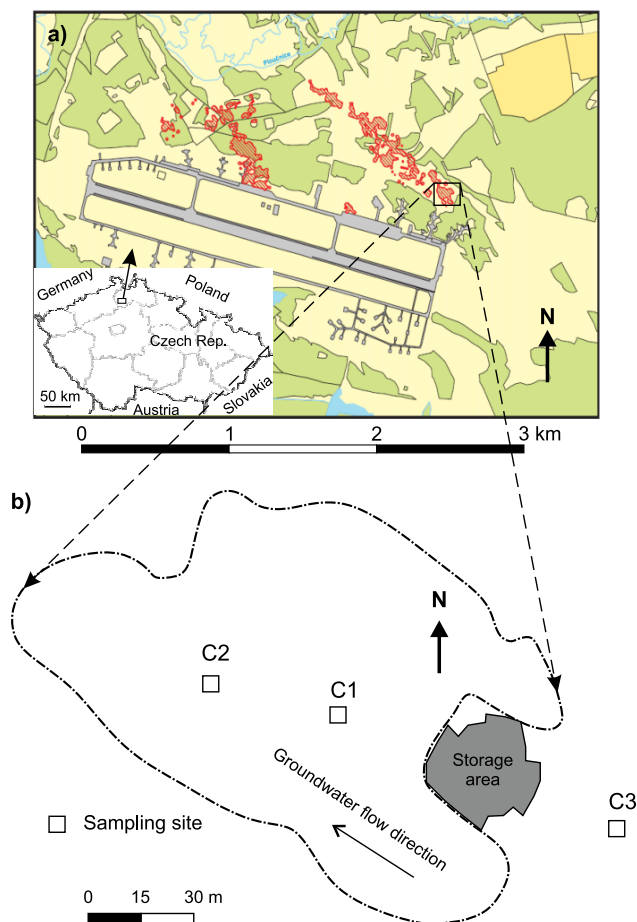 a)
Ploučnice
N
Germany
Poland
Czech Rep.
Slovakia
Austria
50 km
0 1 2 3 km
b)
N
C2
C1
Storage
area
C3
Groundwater flow direction
Sampling site
0 15 30 m